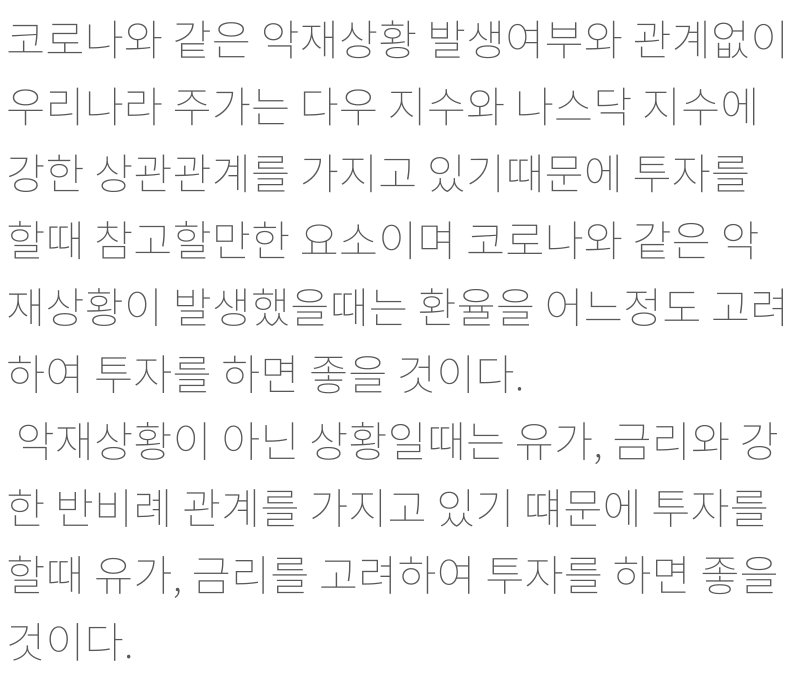 코로나와 같은 악재상황 발생여부와 관계없이
우리나라 주가는 다우 지수와 나스닥 지수에
강한 상관관계를 가지고 있기때문에 투자를
할때 참고할만한 요소이며 코로나와 같은 악
재상황이 발생했을때는 환율을 어느정도 고려
하여 투자를 하면 좋을 것이다.
악재상황이 아닌 상황일때는 유가, 금리와 강
한 반비례 관계를 가지고 있기 떄문에 투자를
할때 유가, 금리를 고려하여 투자를 하면 좋을
것이다.